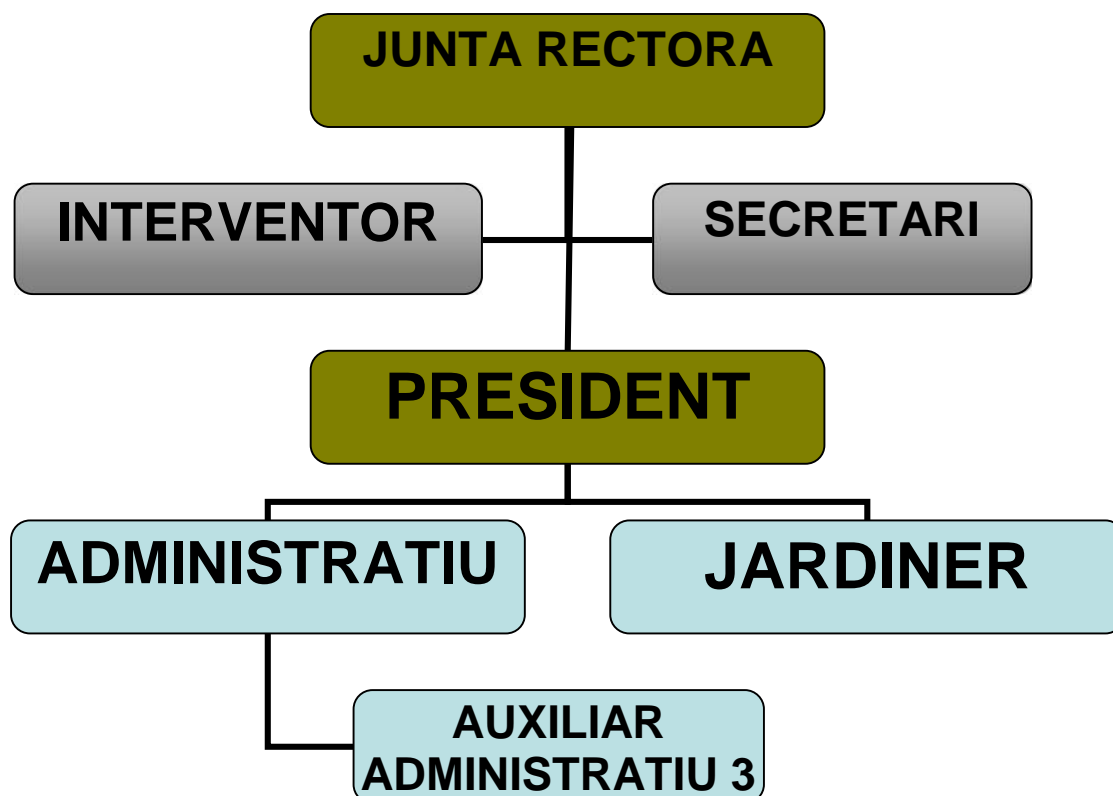 JUNTA RECTORA
INTERVENTOR
SECRETARI
PRESIDENT
ADMINISTRATIU
JARDINER
AUXILIAR
ADMINISTRATIU 3